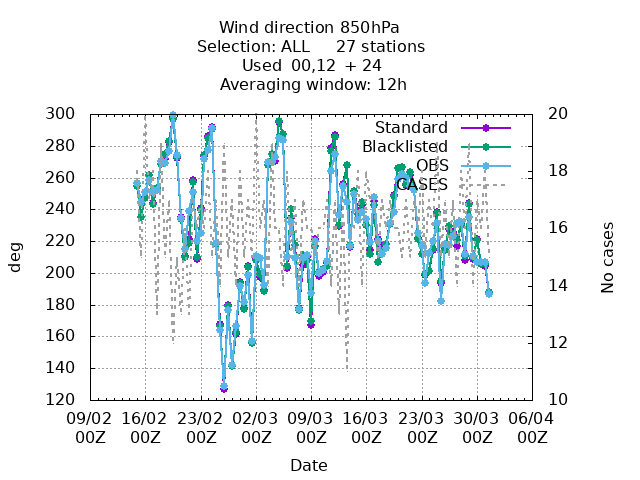 Wind direction 850hPa
Selection: ALL 27 stations
Used 00,12 + 24
Averaging window: 12h
300 20
280 18
260 16
240 14
220 12
200 10
180
160
140
120
deg
No cases
Standard
Blacklisted
OBS
CASES
09/02 16/02 23/02 02/03 09/03 16/03 23/03 30/03 06/04
00Z 00Z 00Z 00Z 00Z 00Z 00Z 00Z 00Z
Date